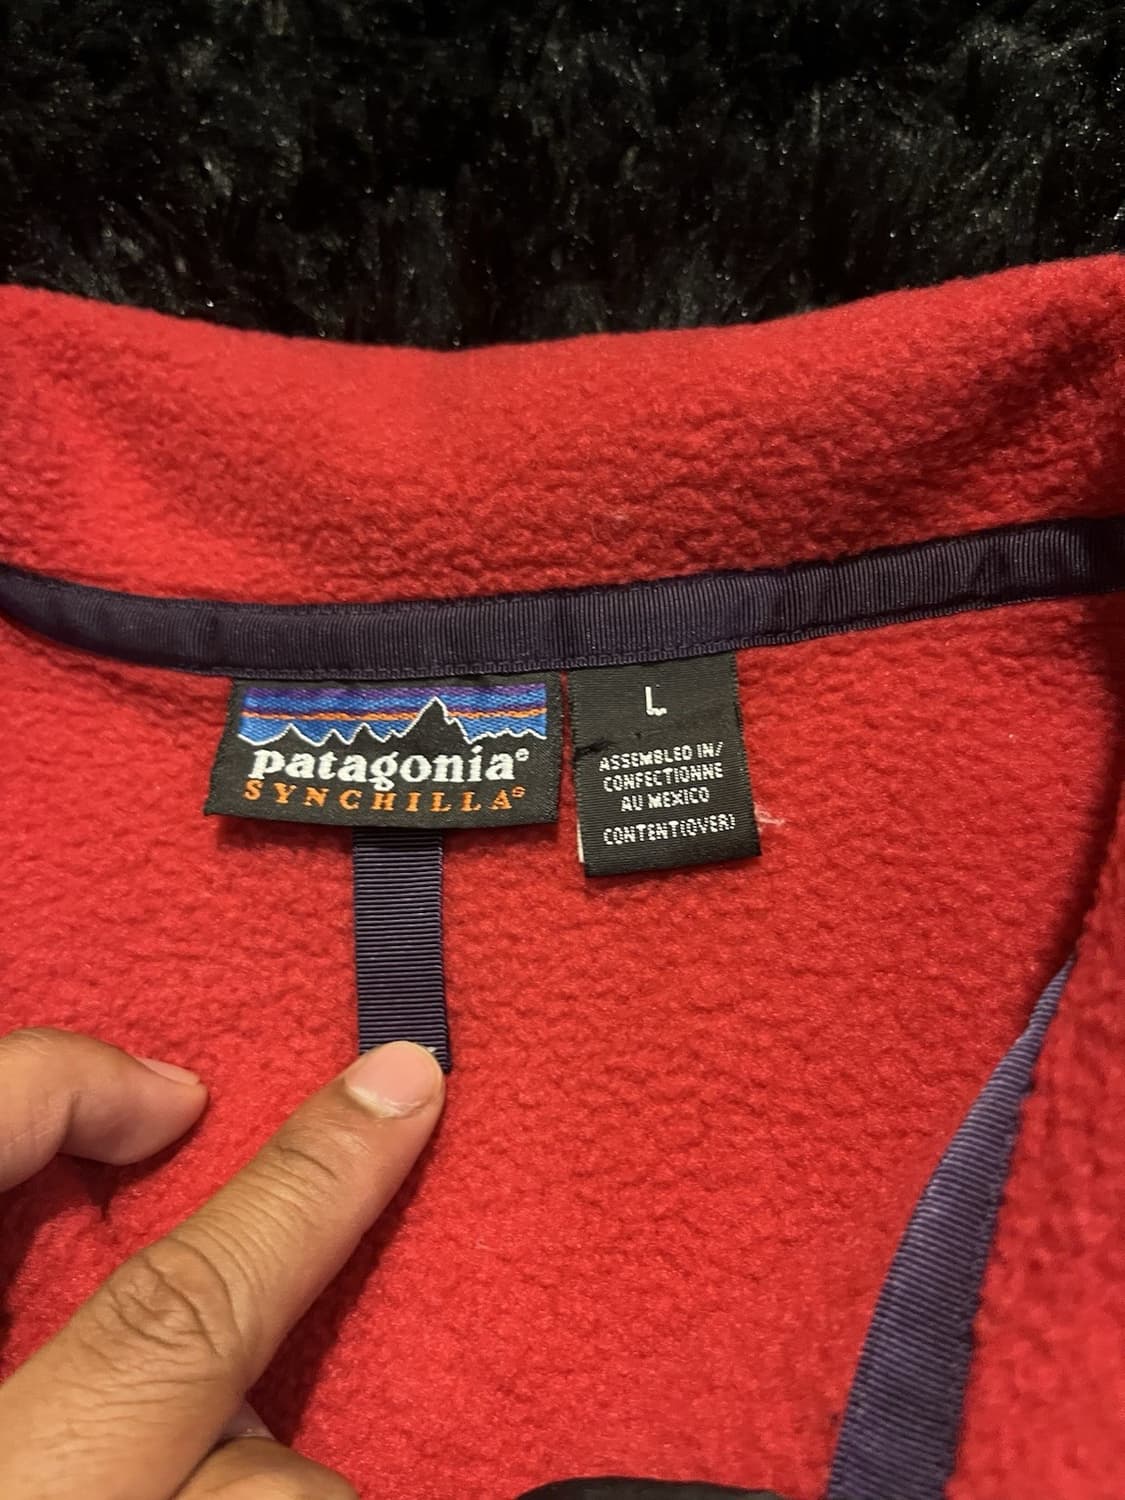 patagonia®
SYNCHILLA®
L
ASSEMBLED IN/
CONFECTIONNE
AU MEXICO
CONTENT(OVER)